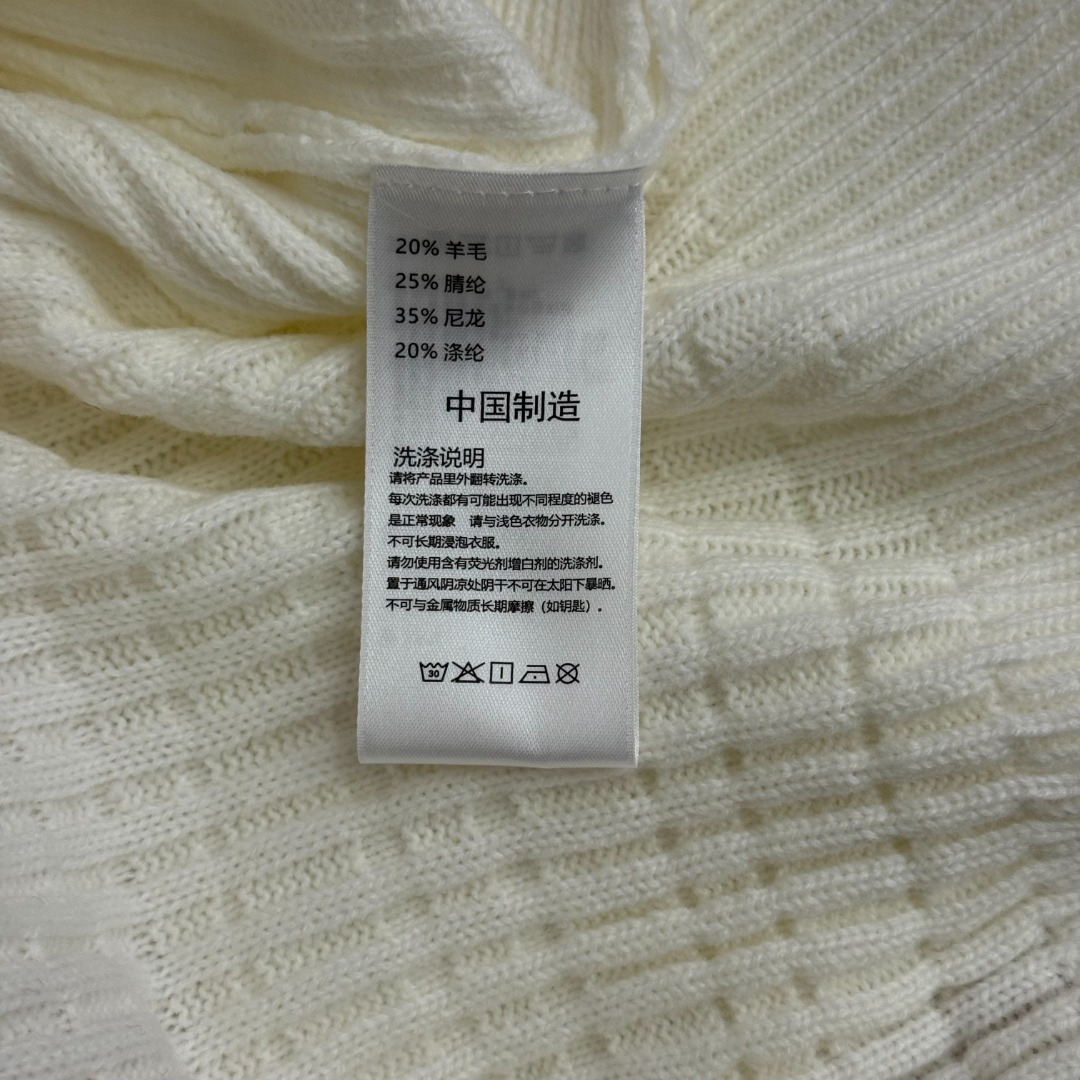 20% 羊毛
25% 腈纶
35% 尼龙
20% 涤纶
中国制造
洗涤说明
请将产品里外翻转洗涤。
每次洗涤都有可能出现不同程度的褪色
是正常现象 请与浅色衣物分开洗涤。
不可长期浸泡衣服。
请勿使用含有荧光剂增白剂的洗涤剂。
置于通风阴凉处阴干不可在太阳下暴晒。
不可与金属物质长期摩擦（如钥匙）.
30